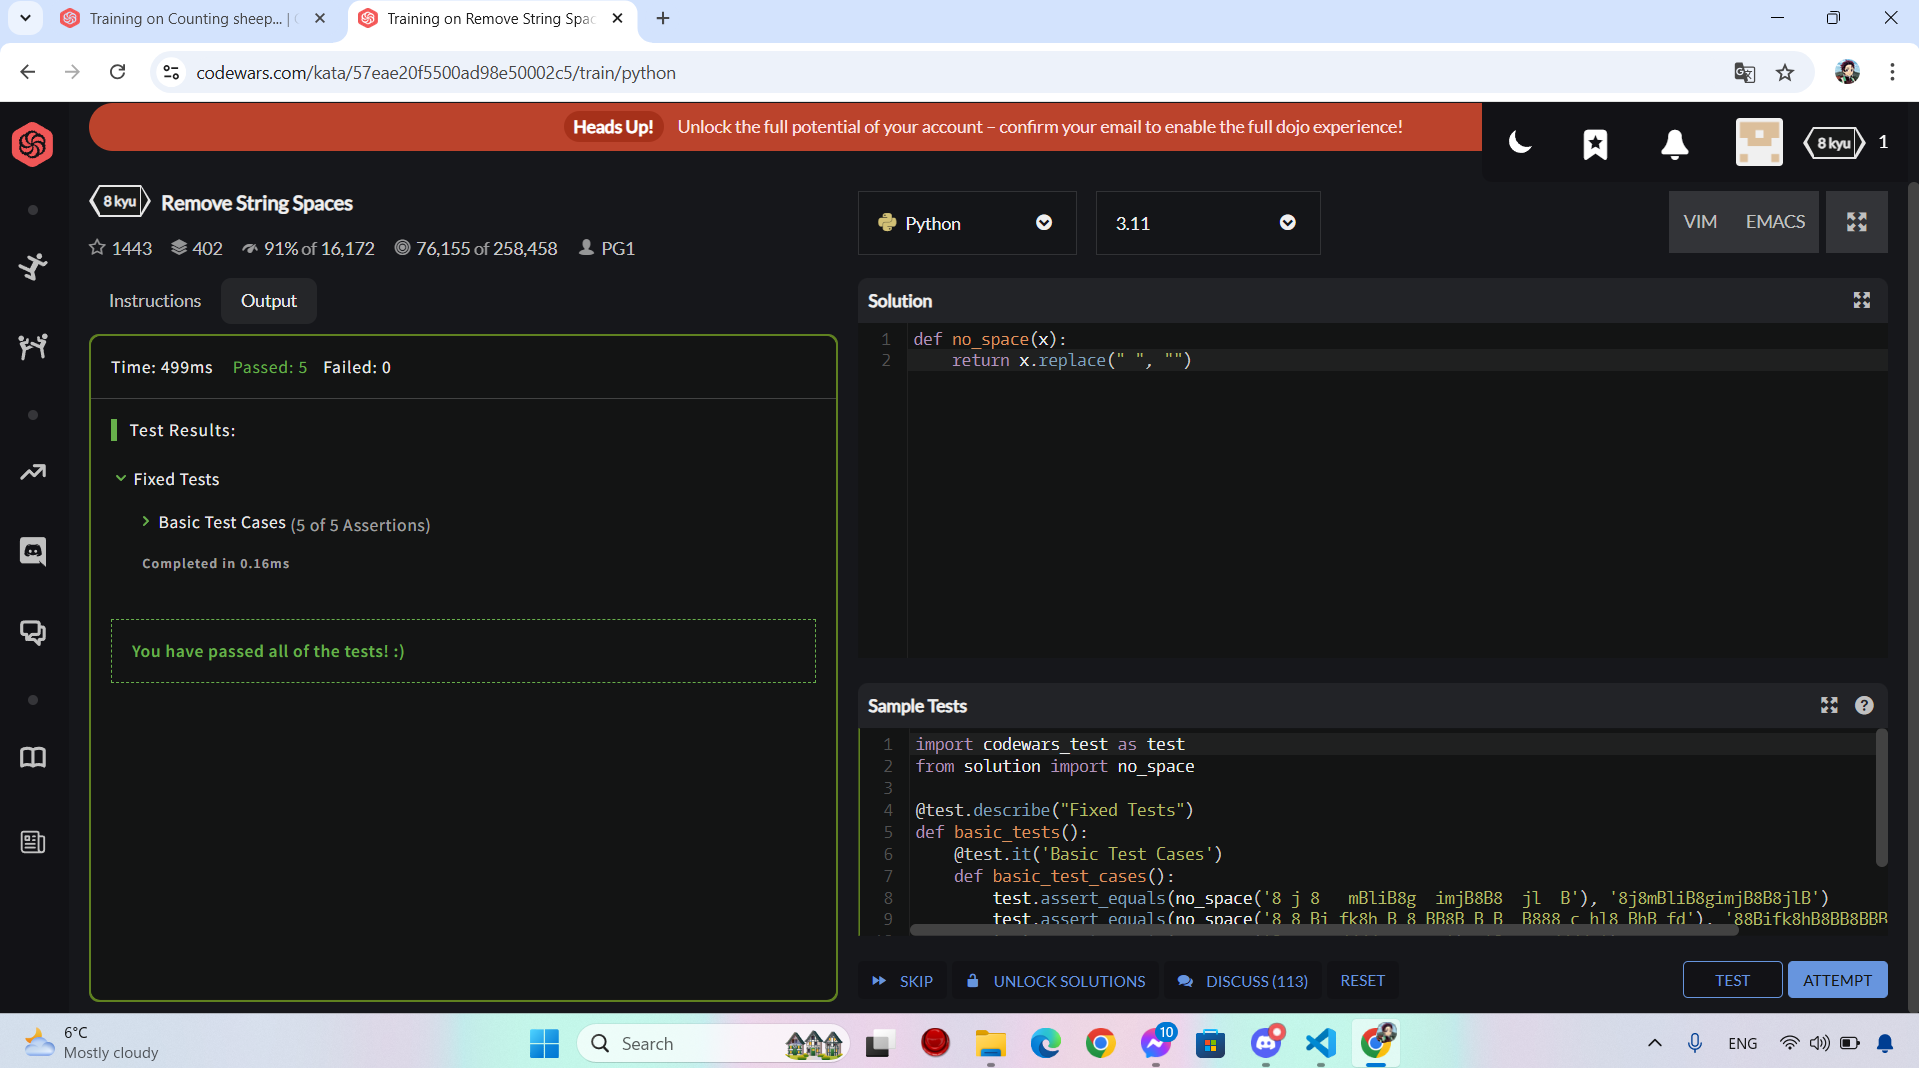 Training on Counting sheep... |
Training on Remove String Spac
codewars.com/kata/57eae20f5500ad98e50002c5/train/python
Heads Up! Unlock the full potential of your account – confirm your email to enable the full dojo experience!
8 kyu 1
8 kyu Remove String Spaces
1443 402 91% of 16,172 76,155 of 258,458 PG1
Python 3.11 VIM EMACS
Instructions Output
Time: 499ms Passed: 5 Failed: 0
Test Results:
Fixed Tests
Basic Test Cases (5 of 5 Assertions)
Completed in 0.16ms
You have passed all of the tests! :)
Solution
1 def no_space(x):
2     return x.replace(" ", "")
Sample Tests
1 import codewars_test as test
2 from solution import no_space
3
4 @test.describe("Fixed Tests")
5 def basic_tests():
6     @test.it('Basic Test Cases')
7     def basic_test_cases():
8         test.assert_equals(no_space('8 j 8   mBliB8g  imjB8B8  jl  B'), '8j8mBliB8gimjB8B8jlB')
9         test.assert_equals(no_space('8 8 Bi fk8h B 8 BB8B B B  B888 c hl8 BhB fd'), '88Bifk8hB8BB8BBB
SKIP UNLOCK SOLUTIONS DISCUSS (113) RESET TEST ATTEMPT
6°C
Mostly cloudy
Search
10
ENG